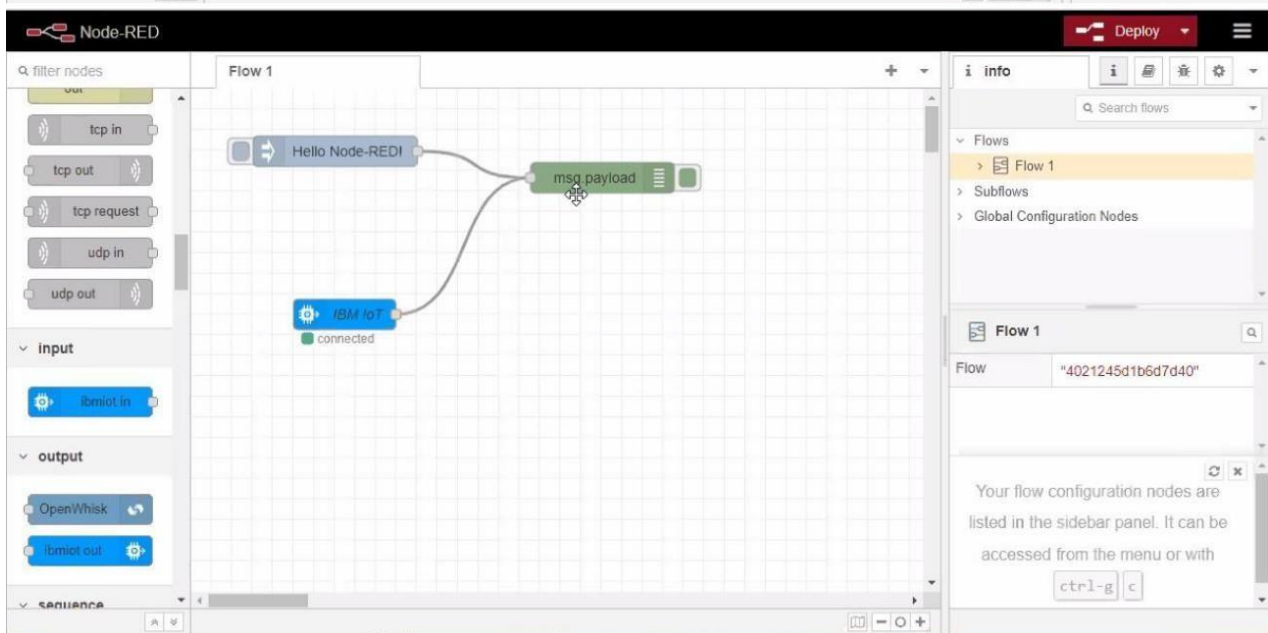 Node-RED
Deploy
filter nodes
out
tcp in
tcp out
tcp request
udp in
udp out
input
ibmiot in
output
OpenWhisk
ibmiot out
sequence
Flow 1
Hello Node-RED!
msg.payload
IBM IoT
connected
i info
i
Search flows
Flows
Flow 1
Subflows
Global Configuration Nodes
Flow 1
Flow "4021245d1b6d7d40"
Your flow configuration nodes are
listed in the sidebar panel. It can be
accessed from the menu or with
ctrl-g c